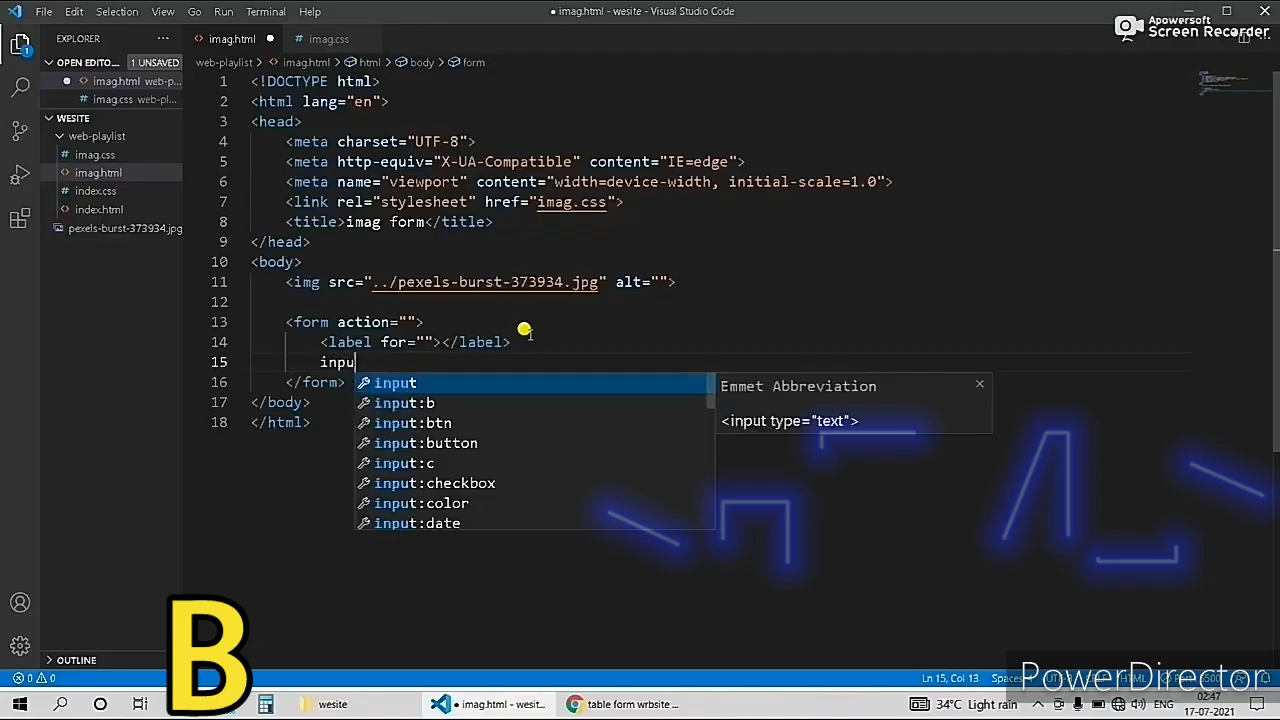 File Edit Selection View Go Run Terminal Help
● imag.html - wesite - Visual Studio Code
Apowersoft
Screen Recorder
EXPLORER ···
<> imag.html ●
# imag.css
OPEN EDITO... 1 UNSAVED
● imag.html web-p...
# imag.css web-pl...
WESITE
web-playlist
# imag.css
<> imag.html
# index.css
<> index.html
pexels-burst-373934.jpg
web-playlist > <> imag.html > html > body > form
1 <!DOCTYPE html>
2 <html lang="en">
3 <head>
4 <meta charset="UTF-8">
5 <meta http-equiv="X-UA-Compatible" content="IE=edge">
6 <meta name="viewport" content="width=device-width, initial-scale=1.0">
7 <link rel="stylesheet" href="imag.css">
8 <title>imag form</title>
9 </head>
10 <body>
11 <img src="../pexels-burst-373934.jpg" alt="">
12
13 <form action="">
14 <label for=""></label>
15 inpu
16 </form>
17 </body>
18 </html>
input
input:b
input:btn
input:button
input:c
input:checkbox
input:color
input:date
Emmet Abbreviation ×
<input type="text">
1
B
OUTLINE
0 0
Ln 15, Col 13
HTML
PowerDirector
wesite
● imag.html - wesit...
table form wrbsite ...
34°C Light rain
ENG
02:47
17-07-2021